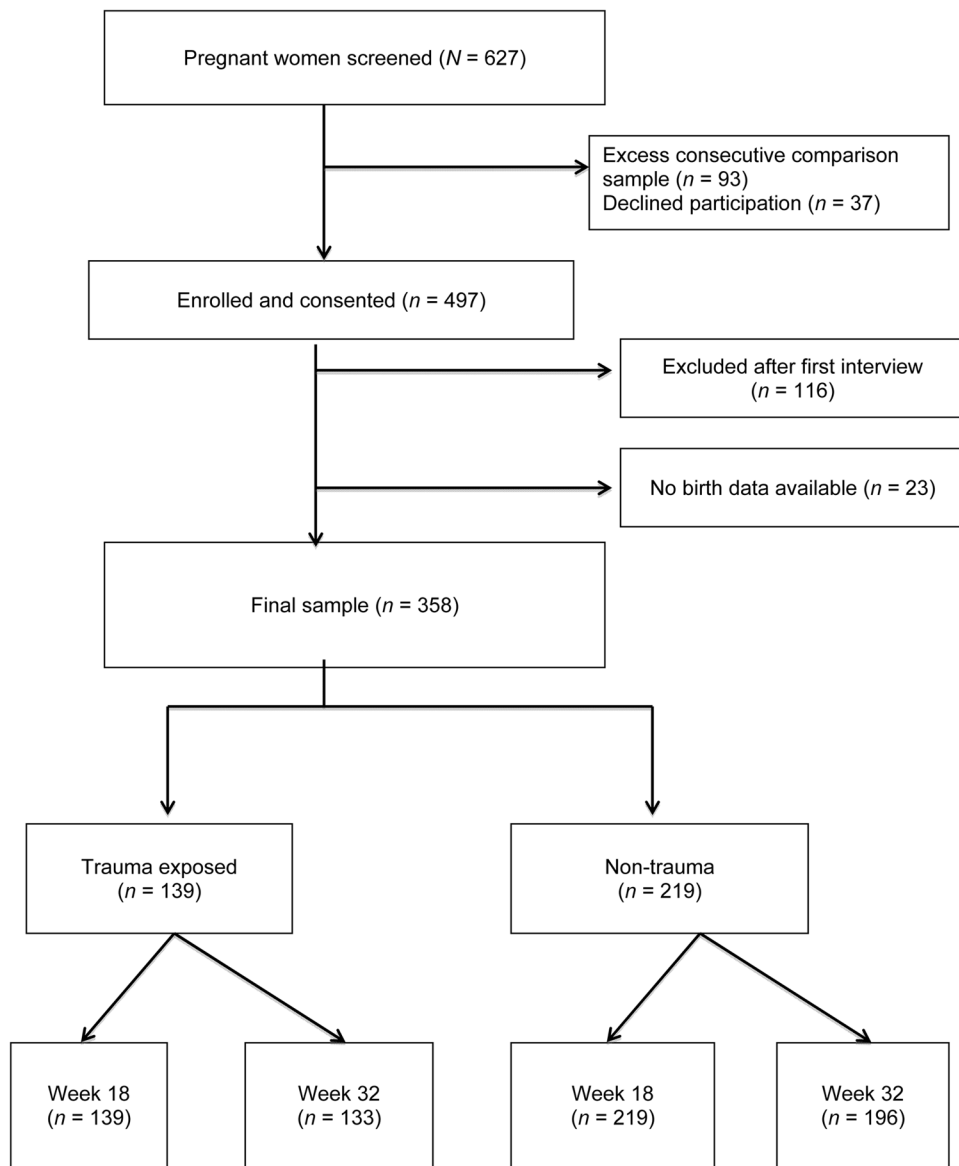 Pregnant women screened (N = 627)
Excess consecutive comparison
sample (n = 93)
Declined participation (n = 37)
Enrolled and consented (n = 497)
Excluded after first interview
(n = 116)
No birth data available (n = 23)
Final sample (n = 358)
Trauma exposed
(n = 139)
Non-trauma
(n = 219)
Week 18
(n = 139)
Week 32
(n = 133)
Week 18
(n = 219)
Week 32
(n = 196)